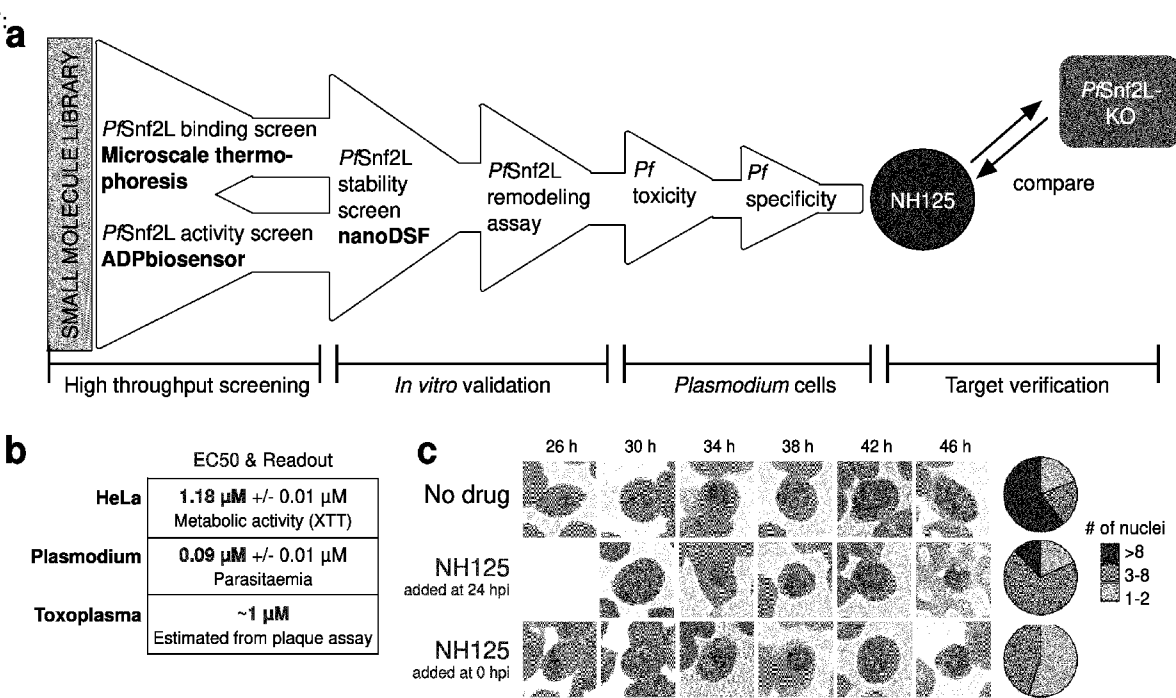 a
SMALL MOLECULE LIBRARY
PfSnf2L binding screen
Microscale thermo-
phoresis
PfSnf2L activity screen
ADPbiosensor
PfSnf2L
stability
screen
nanoDSF
PfSnf2L
remodeling
assay
Pf
toxicity
Pf
specificity
NH125
PfSnf2L-
KO
compare
High throughput screening
In vitro validation
Plasmodium cells
Target verification
b
EC50 & Readout
HeLa
1.18 µM +/- 0.01 µM
Metabolic activity (XTT)
Plasmodium
0.09 µM +/- 0.01 µM
Parasitaemia
Toxoplasma
~1 µM
Estimated from plaque assay
c
26 h 30 h 34 h 38 h 42 h 46 h
No drug
NH125
added at 24 hpi
NH125
added at 0 hpi
# of nuclei
>8
3-8
1-2